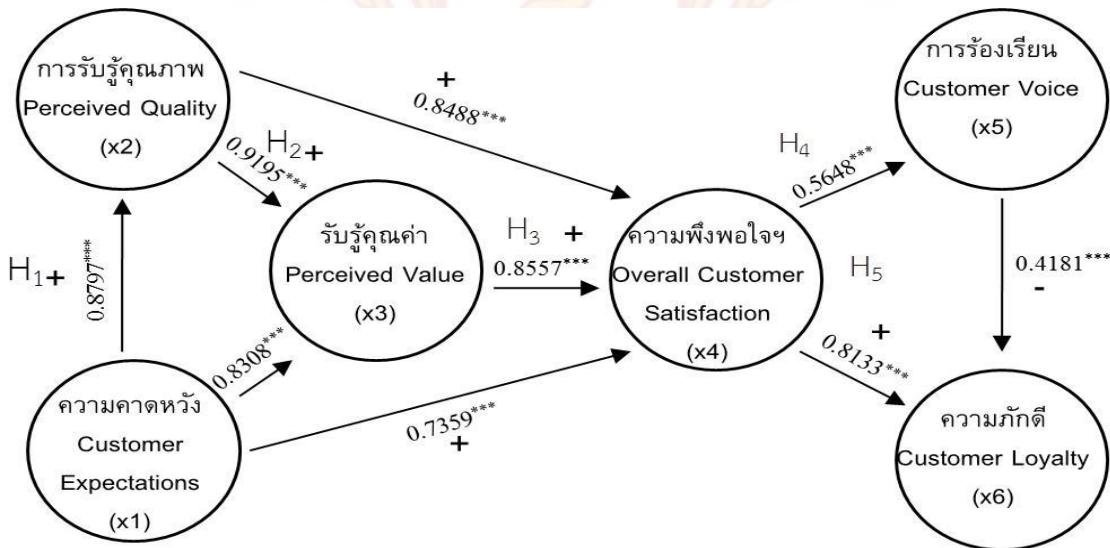 การรับรู้คุณภาพ
Perceived Quality
(x2)
+
0.8488***
H2+
0.9195***
การร้องเรียน
Customer Voice
(x5)
H4
0.5648***
รับรู้คุณค่า
Perceived Value
(x3)
H3 +
0.8557***
ความพึงพอใจฯ
Overall Customer
Satisfaction
(x4)
H5
+
0.8133***
0.4181***
-
H1+
0.8797***
0.8308***
0.7359***
+
ความคาดหวัง
Customer
Expectations
(x1)
ความภักดี
Customer Loyalty
(x6)